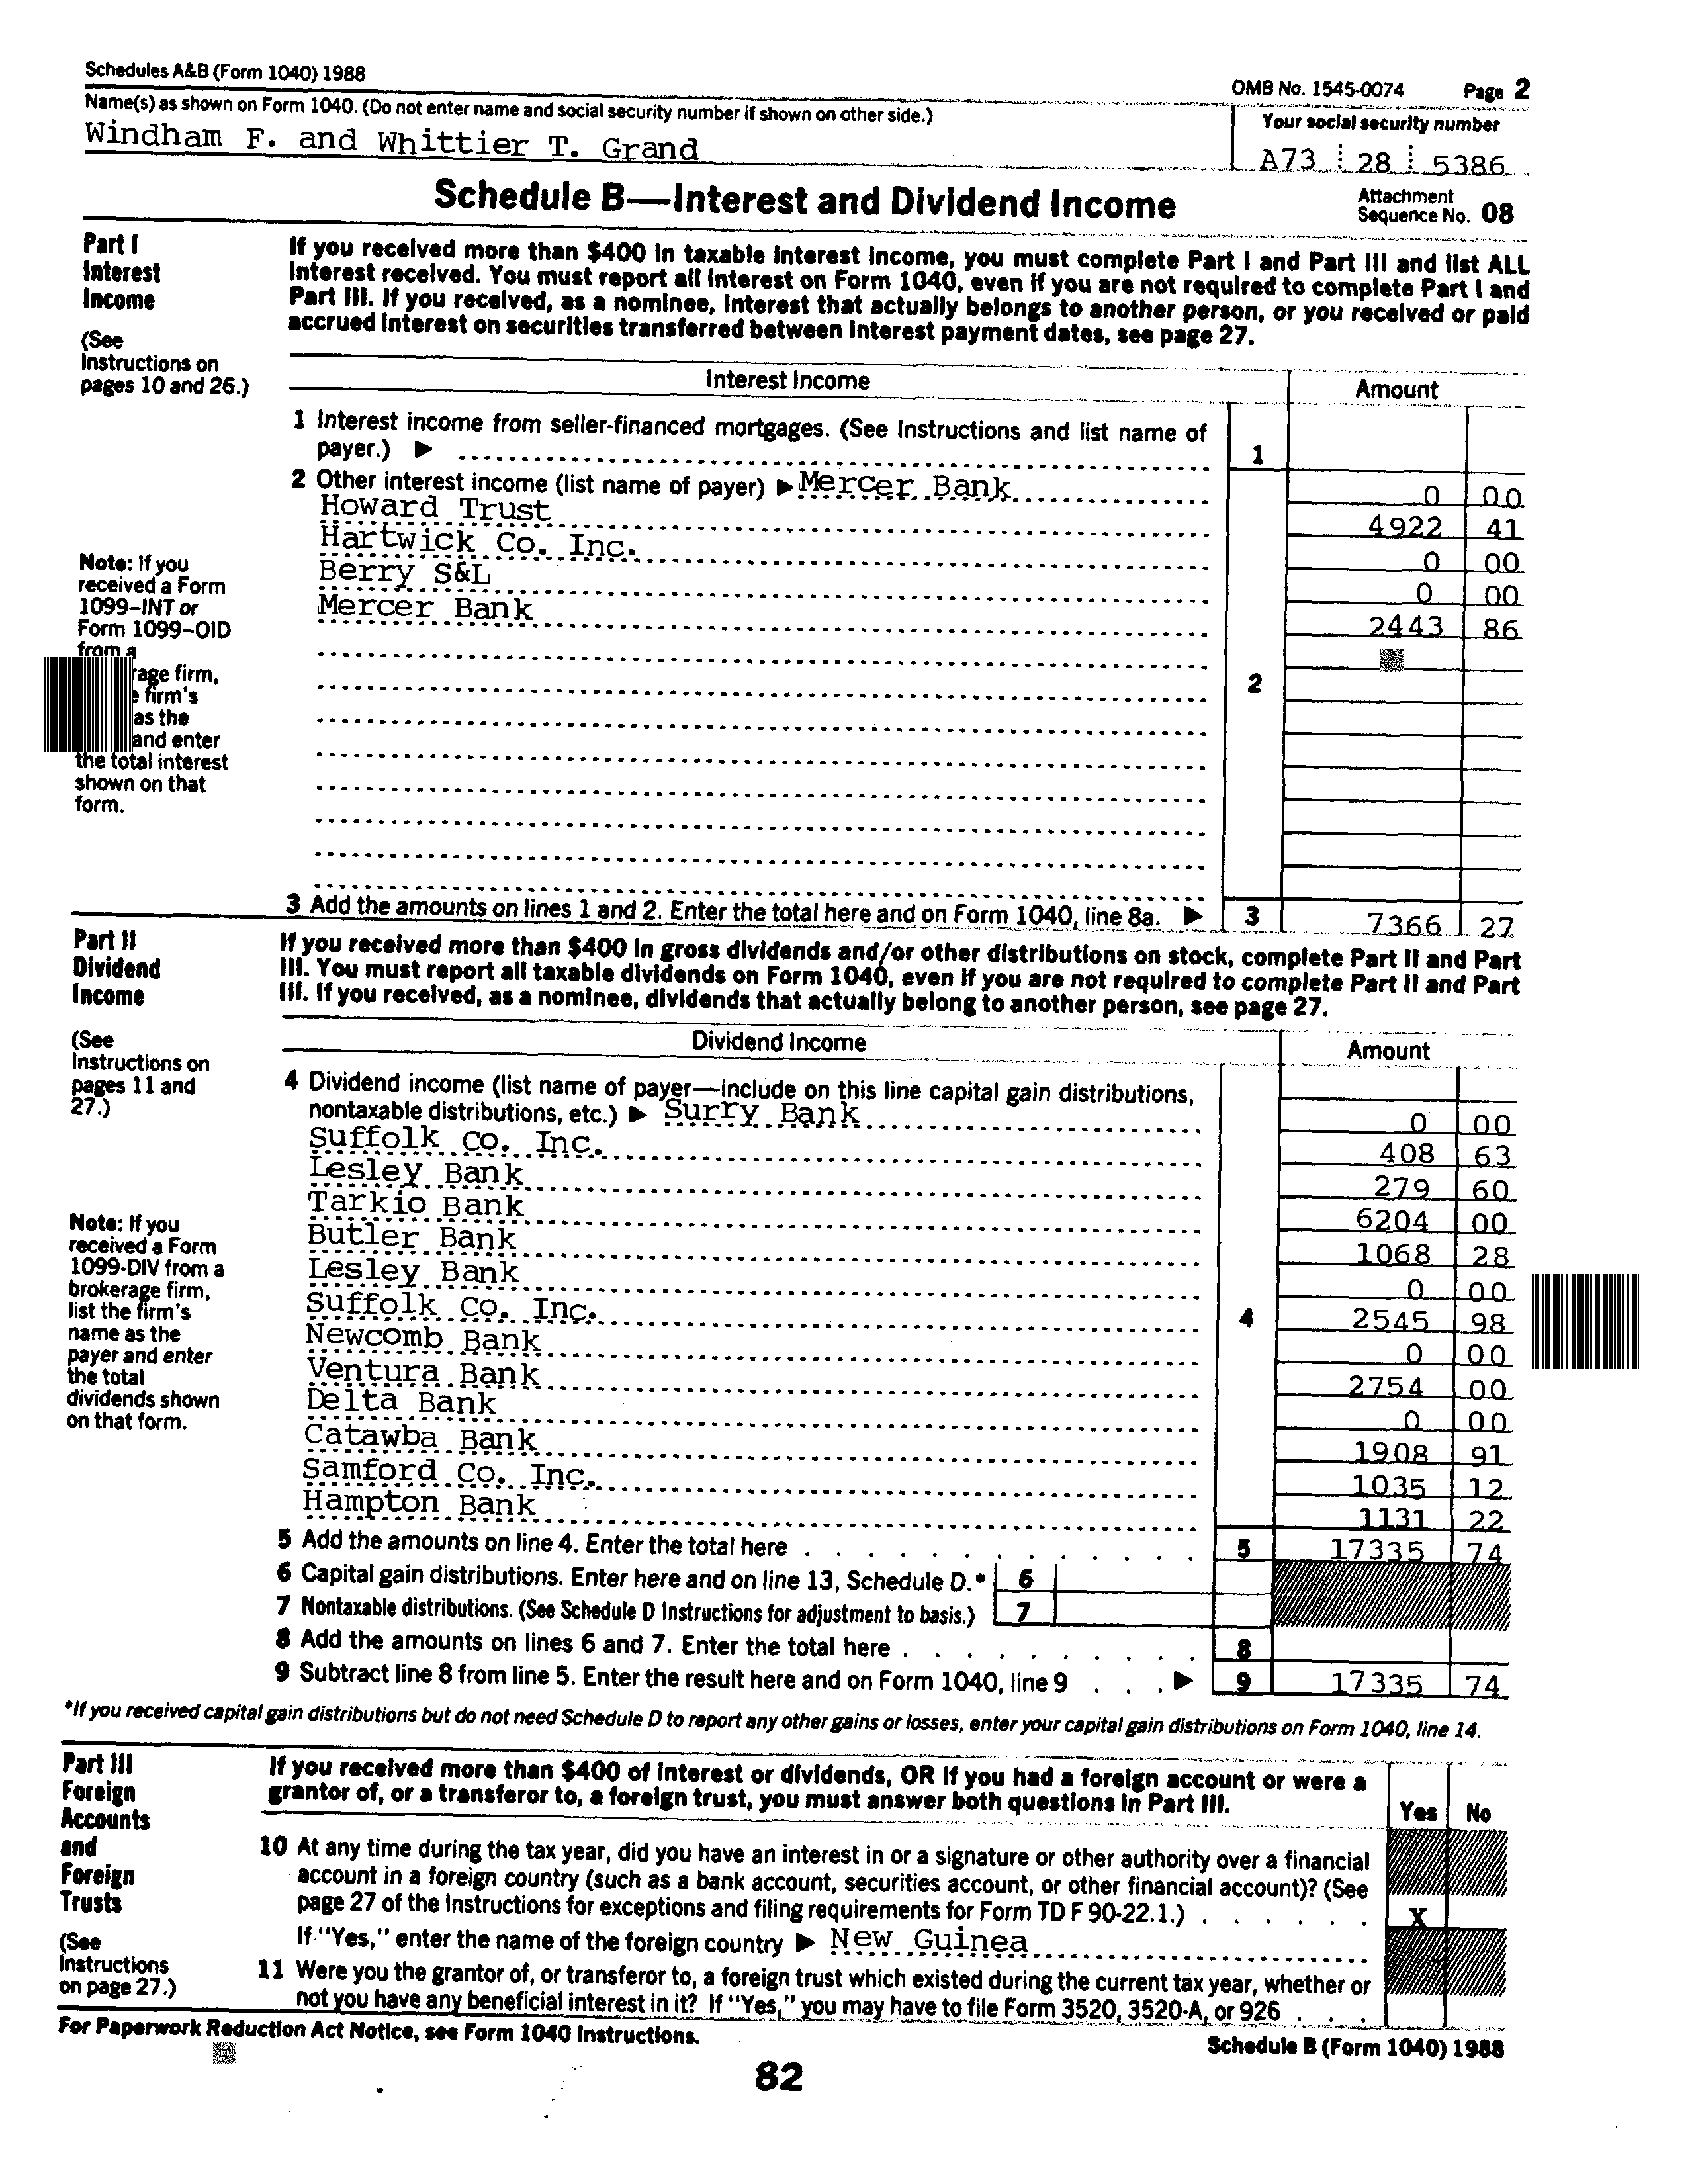 Schedules A&B (Form 1040) 1988
OMB No. 1545-0074 Page 2
Name(s) as shown on Form 1040. (Do not enter name and social security number if shown on other side.)
Your social security number
Windham F. and Whittier T. Grand
A73 28 5386
Schedule B—Interest and Dividend Income
Attachment
Sequence No. 08
Part I
Interest
Income
(See
Instructions on
pages 10 and 26.)
If you received more than $400 in taxable interest income, you must complete Part I and Part III and list ALL
interest received. You must report all interest on Form 1040, even if you are not required to complete Part I and
Part III. If you received, as a nominee, interest that actually belongs to another person, or you received or paid
accrued interest on securities transferred between interest payment dates, see page 27.
Interest Income Amount
1 Interest income from seller-financed mortgages. (See Instructions and list name of
payer.) ▶ 1
2 Other interest income (list name of payer) ▶ Mercer Bank 0 00
Howard Trust 4922 41
Hartwick Co. Inc. 0 00
Berry S&L 0 00
Mercer Bank 2443 86
2
Note: If you
received a Form
1099-INT or
Form 1099-OID
from a
rage firm,
firm's
as the
and enter
the total interest
shown on that
form.
3 Add the amounts on lines 1 and 2. Enter the total here and on Form 1040, line 8a. ▶ 3 7366 27
Part II
Dividend
Income
(See
Instructions on
pages 11 and
27.)
If you received more than $400 in gross dividends and/or other distributions on stock, complete Part II and Part
III. You must report all taxable dividends on Form 1040, even if you are not required to complete Part II and Part
III. If you received, as a nominee, dividends that actually belong to another person, see page 27.
Dividend Income Amount
4 Dividend income (list name of payer—include on this line capital gain distributions,
nontaxable distributions, etc.) ▶ Surry Bank 0 00
Suffolk Co. Inc. 408 63
Lesley Bank 279 60
Tarkio Bank 6204 00
Butler Bank 1068 28
Lesley Bank 0 00
Suffolk Co. Inc. 4 2545 98
Newcomb Bank 0 00
Ventura Bank 2754 00
Delta Bank 0 00
Catawba Bank 1908 91
Samford Co. Inc. 1035 12
Hampton Bank 1131 22
Note: If you
received a Form
1099-DIV from a
brokerage firm,
list the firm's
name as the
payer and enter
the total
dividends shown
on that form.
5 Add the amounts on line 4. Enter the total here 5 17335 74
6 Capital gain distributions. Enter here and on line 13, Schedule D.* 6
7 Nontaxable distributions. (See Schedule D Instructions for adjustment to basis.) 7
8 Add the amounts on lines 6 and 7. Enter the total here 8
9 Subtract line 8 from line 5. Enter the result here and on Form 1040, line 9 ▶ 9 17335 74
*If you received capital gain distributions but do not need Schedule D to report any other gains or losses, enter your capital gain distributions on Form 1040, line 14.
Part III
Foreign
Accounts
and
Foreign
Trusts
(See
Instructions
on page 27.)
If you received more than $400 of interest or dividends, OR if you had a foreign account or were a
grantor of, or a transferor to, a foreign trust, you must answer both questions in Part III.
Yes No
10 At any time during the tax year, did you have an interest in or a signature or other authority over a financial
account in a foreign country (such as a bank account, securities account, or other financial account)? (See
page 27 of the Instructions for exceptions and filing requirements for Form TD F 90-22.1.) X
If "Yes," enter the name of the foreign country ▶ New Guinea
11 Were you the grantor of, or transferor to, a foreign trust which existed during the current tax year, whether or
not you have any beneficial interest in it? If "Yes," you may have to file Form 3520, 3520-A, or 926
For Paperwork Reduction Act Notice, see Form 1040 Instructions.
Schedule B (Form 1040) 1988
82